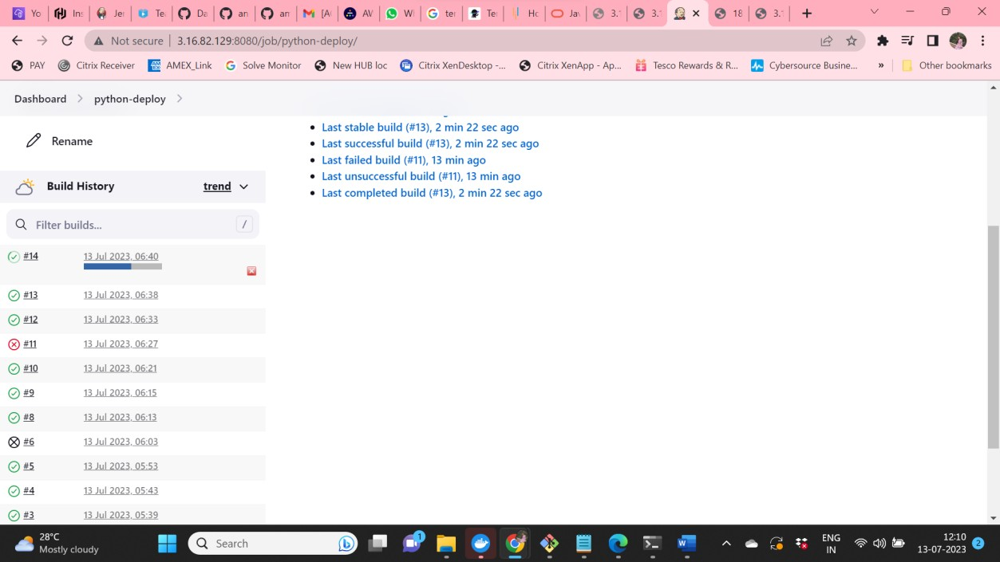 Yo
Ins
Jer
Te
Da
an
an
[A
AV
W
ter
Ter
Ho
Jav
3.1
3.1
18
3.1
Not secure
3.16.82.129:8080/job/python-deploy/
PAY
Citrix Receiver
AMEX_Link
Solve Monitor
New HUB loc
Citrix XenDesktop -...
Citrix XenApp - Ap...
Tesco Rewards & R...
Cybersource Busine...
»
Other bookmarks
Dashboard
python-deploy
Rename
Last stable build (#13), 2 min 22 sec ago
Last successful build (#13), 2 min 22 sec ago
Last failed build (#11), 13 min ago
Last unsuccessful build (#11), 13 min ago
Last completed build (#13), 2 min 22 sec ago
Build History
trend
Filter builds...
/
#14 13 Jul 2023, 06:40
#13 13 Jul 2023, 06:38
#12 13 Jul 2023, 06:33
#11 13 Jul 2023, 06:27
#10 13 Jul 2023, 06:21
#9 13 Jul 2023, 06:15
#8 13 Jul 2023, 06:13
#6 13 Jul 2023, 06:03
#5 13 Jul 2023, 05:53
#4 13 Jul 2023, 05:43
#3 13 Jul 2023, 05:39
28°C
Mostly cloudy
Search
1
ENG
IN
12:10
13-07-2023
2